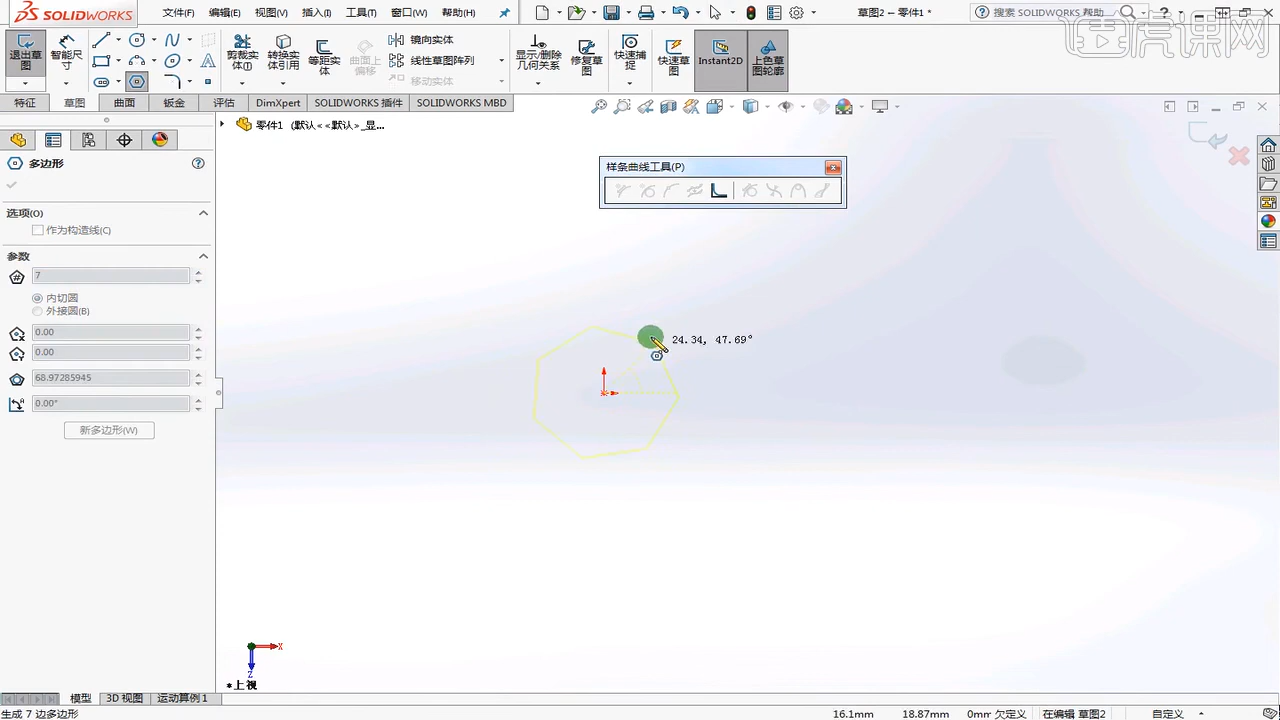 SOLIDWORKS 文件(F) 编辑(E) 视图(V) 插入(I) 工具(T) 窗口(W) 帮助(H) 草图2 -- 零件1 * 搜索 SOLIDWORKS 帮助
虎课网
退出草图 智能尺寸 剪裁实体(T) 转换实体引用 等距实体 曲面上偏移 镜向实体 线性草图阵列 移动实体 显示/删除几何关系 修复草图 快速捕捉 快速草图 Instant2D 上色草图轮廓
特征 草图 曲面 钣金 评估 DimXpert SOLIDWORKS 插件 SOLIDWORKS MBD
零件1 (默认<<默认>_显...
多边形
选项(O)
作为构造线(C)
参数
7
内切圆
外接圆(B)
0.00
0.00
68.97285945
0.00°
新多边形(W)
样条曲线工具(P)
24.34, 47.69°
X
Z
*上视
模型 3D 视图 运动算例 1
生成 7 边多边形 16.1mm 18.87mm 0mm 欠定义 在编辑 草图2 自定义